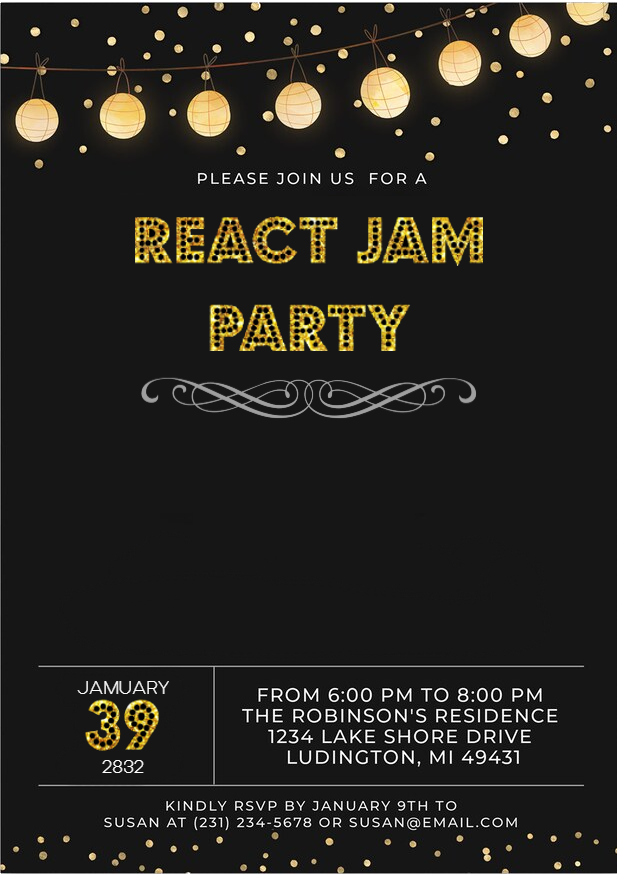 PLEASE JOIN US FOR A
REACT JAM
PARTY
JAMUARY
39
2832
FROM 6:00 PM TO 8:00 PM
THE ROBINSON'S RESIDENCE
1234 LAKE SHORE DRIVE
LUDINGTON, MI 49431
KINDLY RSVP BY JANUARY 9TH TO
SUSAN AT (231) 234-5678 OR SUSAN@EMAIL.COM